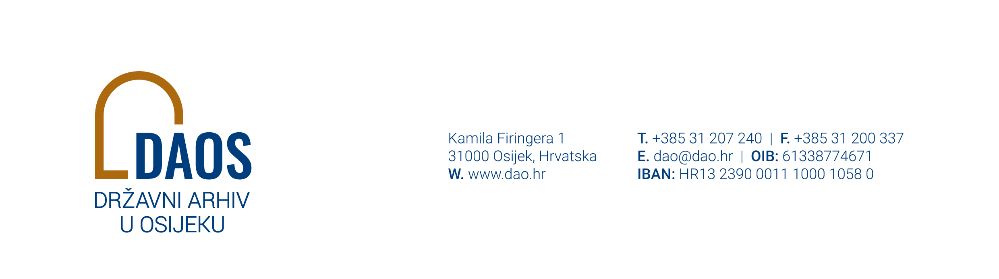 DAOS
DRŽAVNI ARHIV
U OSIJEKU
Kamila Firingera 1
31000 Osijek, Hrvatska
W. www.dao.hr
T. +385 31 207 240 | F. +385 31 200 337
E. dao@dao.hr | OIB: 61338774671
IBAN: HR13 2390 0011 1000 1058 0